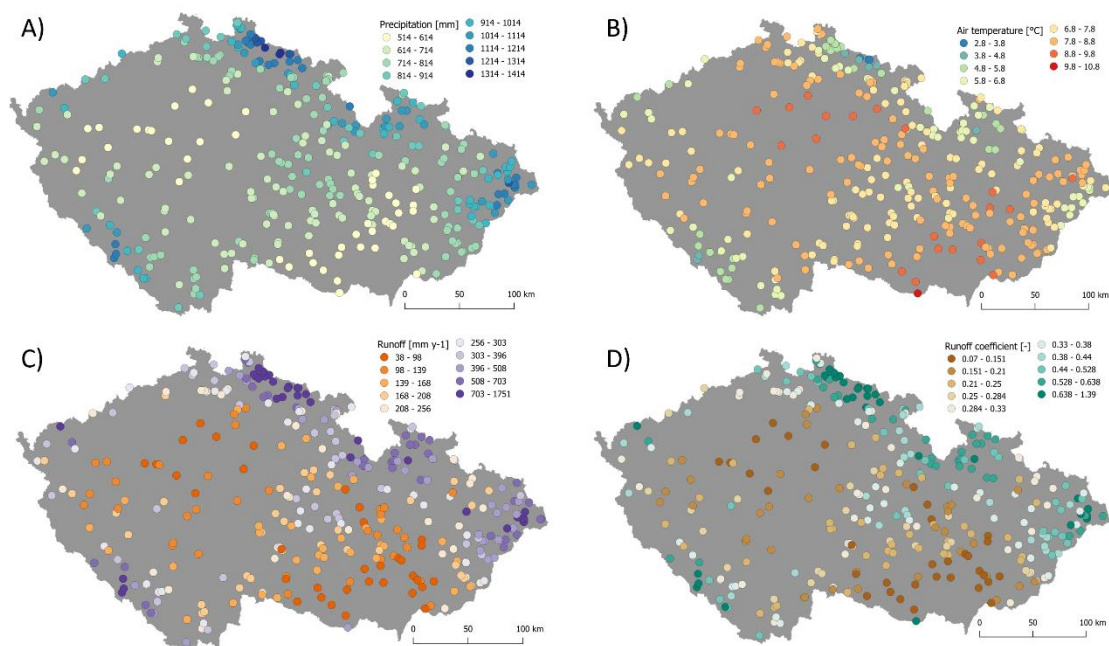 A)
Precipitation [mm]
514 - 614
614 - 714
714 - 814
814 - 914
914 - 1014
1014 - 1114
1114 - 1214
1214 - 1314
1314 - 1414
0 50 100 km
B)
Air temperature [°C]
2.8 - 3.8
3.8 - 4.8
4.8 - 5.8
5.8 - 6.8
6.8 - 7.8
7.8 - 8.8
8.8 - 9.8
9.8 - 10.8
0 50 100 km
C)
Runoff [mm y-1]
38 - 98
98 - 139
139 - 168
168 - 208
208 - 256
256 - 303
303 - 396
396 - 508
508 - 703
703 - 1751
0 50 100 km
D)
Runoff coefficient [-]
0.07 - 0.151
0.151 - 0.21
0.21 - 0.25
0.25 - 0.284
0.284 - 0.33
0.33 - 0.38
0.38 - 0.44
0.44 - 0.528
0.528 - 0.638
0.638 - 1.39
0 50 100 km